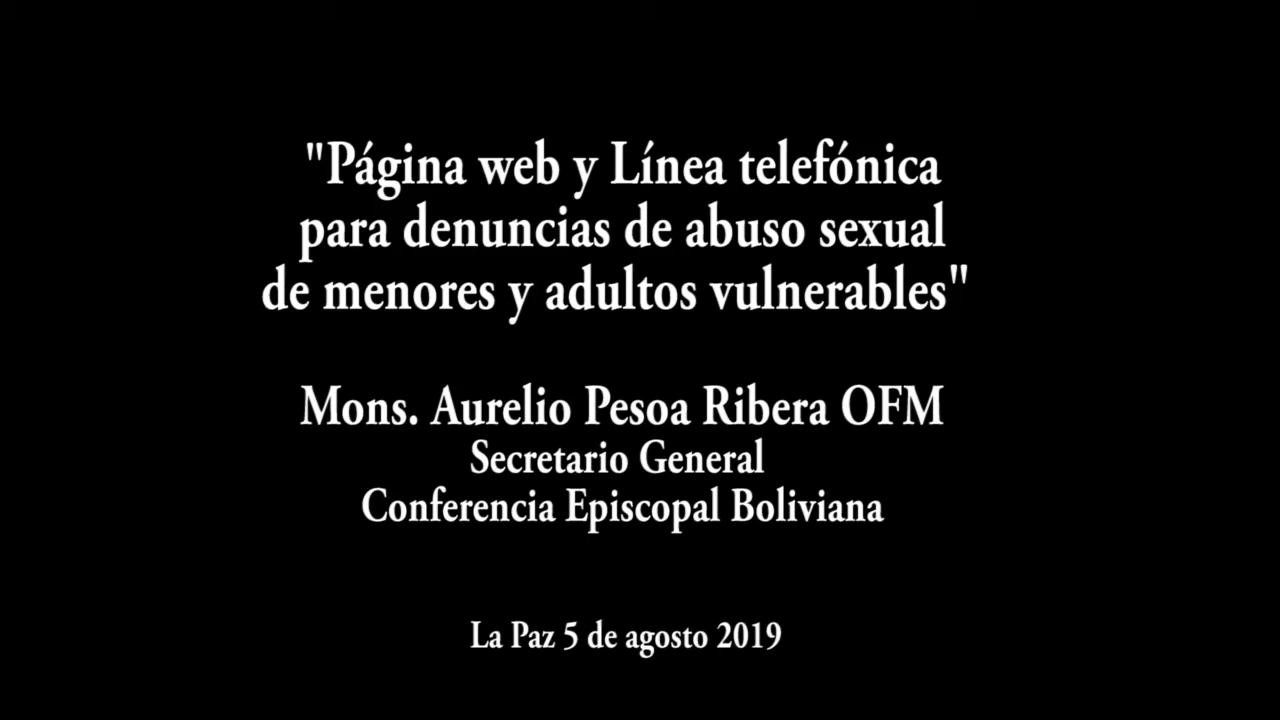 "Página web y Línea telefónica
para denuncias de abuso sexual
de menores y adultos vulnerables"
Mons. Aurelio Pesoa Ribera OFM
Secretario General
Conferencia Episcopal Boliviana
La Paz 5 de agosto 2019